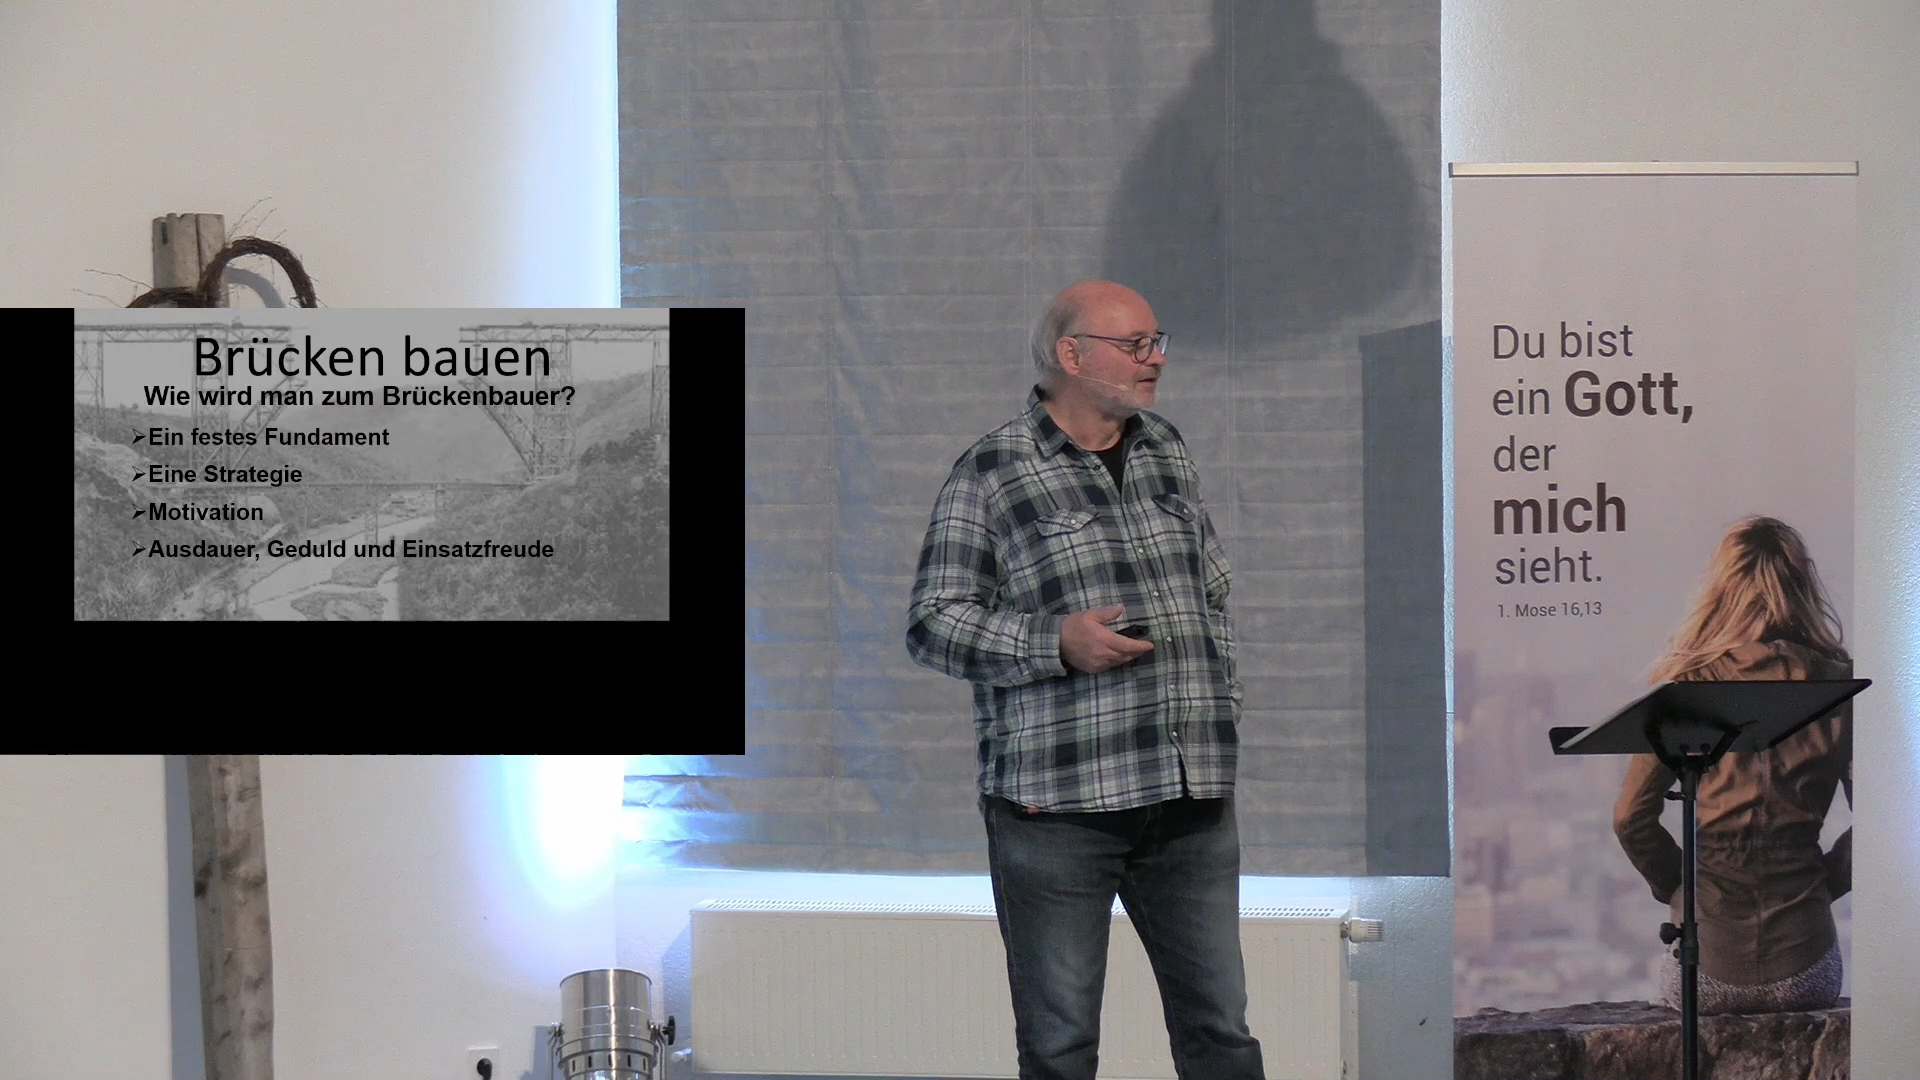 Brücken bauen
Wie wird man zum Brückenbauer?
➢Ein festes Fundament
➢Eine Strategie
➢Motivation
➢Ausdauer, Geduld und Einsatzfreude
Du bist
ein Gott,
der
mich
sieht.
1. Mose 16,13